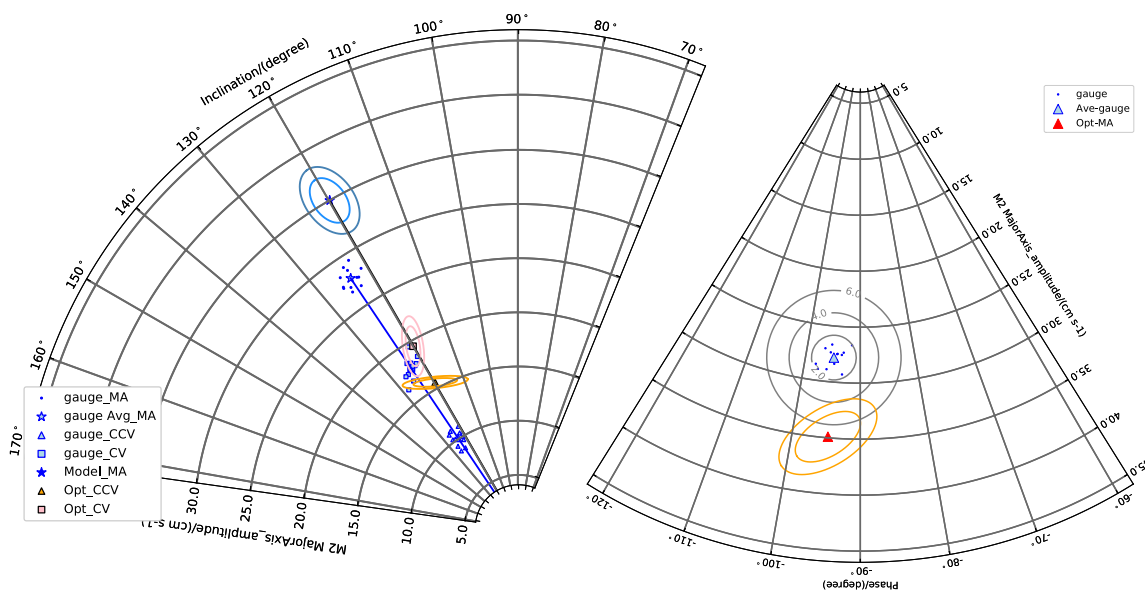 Inclination/(degree)
170°
160°
150°
140°
130°
120°
110°
100°
90°
80°
70°
gauge_MA
gauge Avg_MA
gauge_CCV
gauge_CV
Model_MA
Opt_CCV
Opt_CV
30.0
25.0
20.0
15.0
10.0
5.0
M2 MajorAxis_amplitude/(cm s-1)
gauge
Ave-gauge
Opt-MA
5.0
10.0
15.0
20.0
25.0
30.0
35.0
40.0
5.0
M2 MajorAxis_amplitude/(cm s-1)
6.0
4.0
2.0
-120°
-110°
-100°
-90°
-80°
-70°
-60°
Phase/(degree)